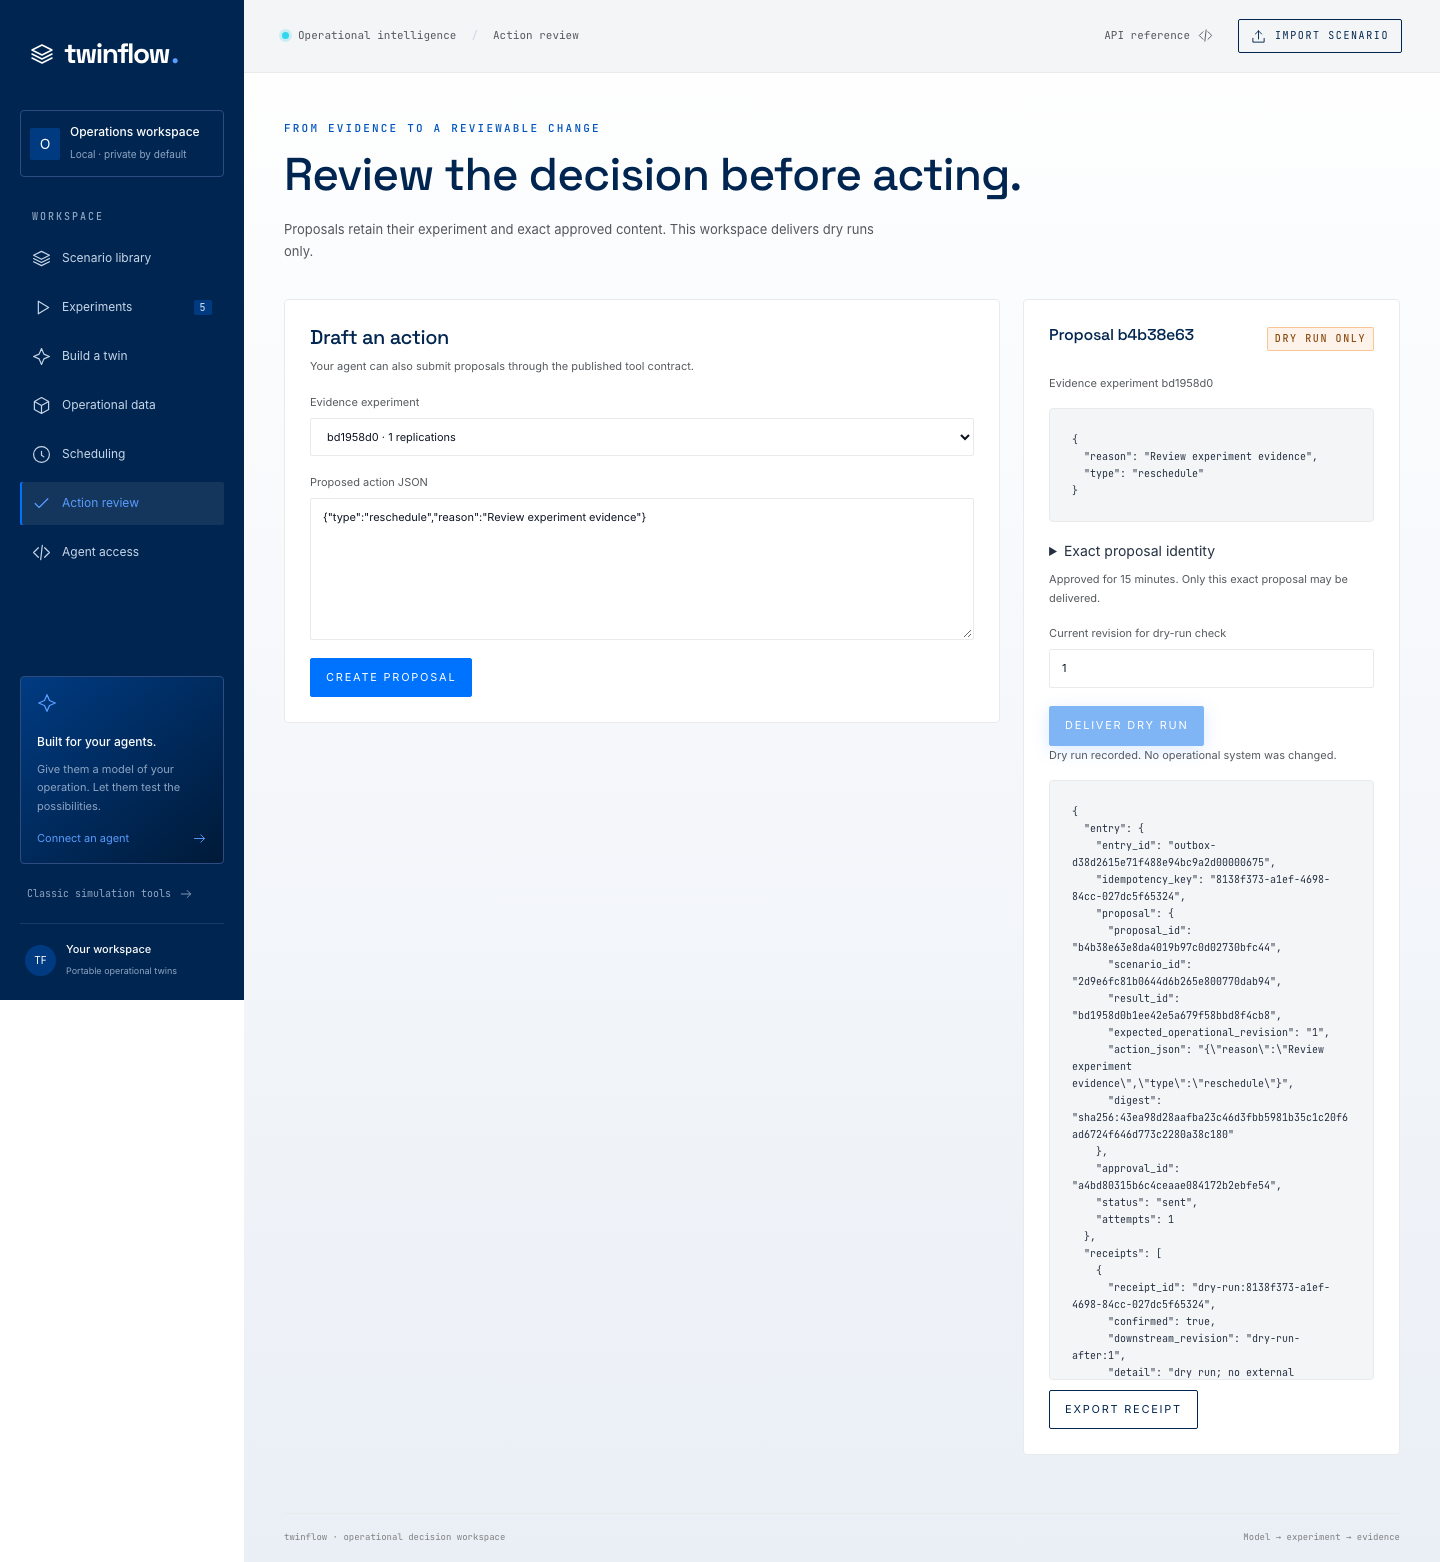 twinflow.
O
Operations workspace
Local · private by default
WORKSPACE
Scenario library
Experiments
5
Build a twin
Operational data
Scheduling
Action review
Agent access
Built for your agents.
Give them a model of your
operation. Let them test the
possibilities.
Connect an agent →
Classic simulation tools →
TF
Your workspace
Portable operational twins
Operational intelligence / Action review
API reference
IMPORT SCENARIO
FROM EVIDENCE TO A REVIEWABLE CHANGE
Review the decision before acting.
Proposals retain their experiment and exact approved content. This workspace delivers dry runs
only.
Draft an action
Your agent can also submit proposals through the published tool contract.
Evidence experiment
bd1958d0 · 1 replications
Proposed action JSON
{"type":"reschedule","reason":"Review experiment evidence"}
CREATE PROPOSAL
Proposal b4b38e63
DRY RUN ONLY
Evidence experiment bd1958d0
{
  "reason": "Review experiment evidence",
  "type": "reschedule"
}
Exact proposal identity
Approved for 15 minutes. Only this exact proposal may be
delivered.
Current revision for dry-run check
1
DELIVER DRY RUN
Dry run recorded. No operational system was changed.
{
  "entry": {
    "entry_id": "outbox-
d38d2615e71f488e94bc9a2d00000675",
    "idempotency_key": "8138f373-a1ef-4698-
84cc-027dc5f65324",
    "proposal": {
      "proposal_id":
"b4b38e63e8da4019b97c0d02730bfc44",
      "scenario_id":
"2d9e6fc81b0644d6b265e800770dab94",
      "result_id":
"bd1958d0b1ee42e5a679f58bbd8f4cb8",
      "expected_operational_revision": "1",
      "action_json": "{\"reason\":\"Review
experiment
evidence\",\"type\":\"reschedule\"}",
      "digest":
"sha256:43ea98d28aafba23c46d3fbb5981b35c1c20f6
ad6724f646d773c2280a38c180"
    },
    "approval_id":
"a4bd80315b6c4ceaae084172b2ebfe54",
    "status": "sent",
    "attempts": 1
  },
  "receipts": [
    {
      "receipt_id": "dry-run:8138f373-a1ef-
4698-84cc-027dc5f65324",
      "confirmed": true,
      "downstream_revision": "dry-run-
after:1",
      "detail": "dry run; no external
EXPORT RECEIPT
twinflow · operational decision workspace
Model → experiment → evidence